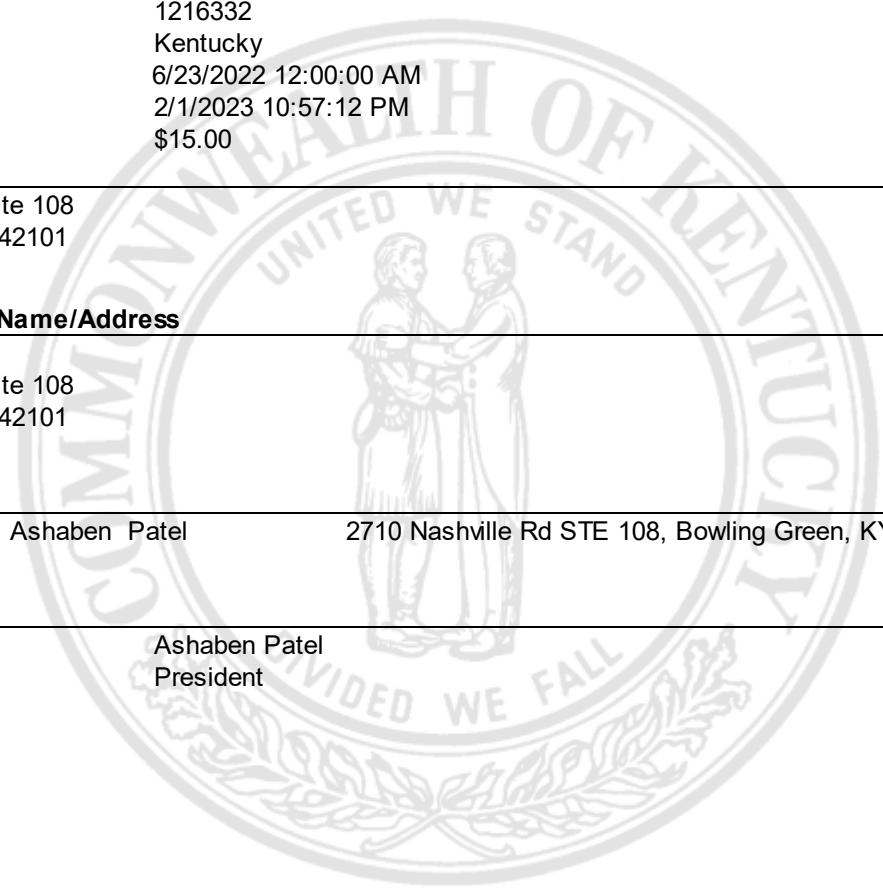 1216332
Kentucky
6/23/2022 12:00:00 AM
2/1/2023 10:57:12 PM
$15.00
te 108
42101
Name/Address
te 108
42101
Ashaben Patel 2710 Nashville Rd STE 108, Bowling Green, KY
Ashaben Patel
President
COMMONWEALTH OF KENTUCKY
UNITED WE STAND
DIVIDED WE FALL